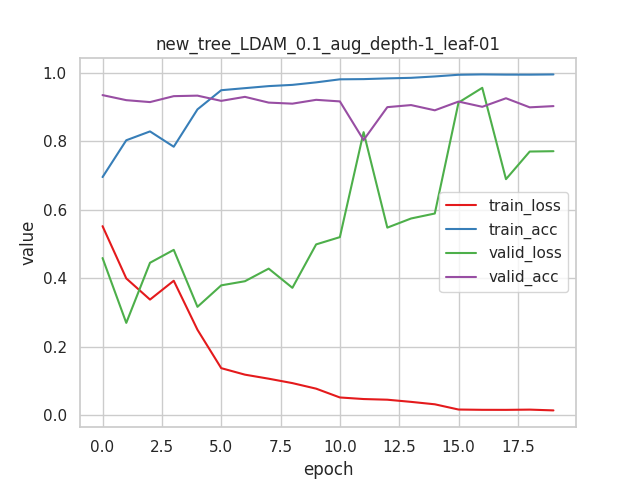 new_tree_LDAM_0.1_aug_depth-1_leaf-01
1.0
0.8
0.6
0.4
0.2
0.0
value
train_loss
train_acc
valid_loss
valid_acc
0.0 2.5 5.0 7.5 10.0 12.5 15.0 17.5
epoch